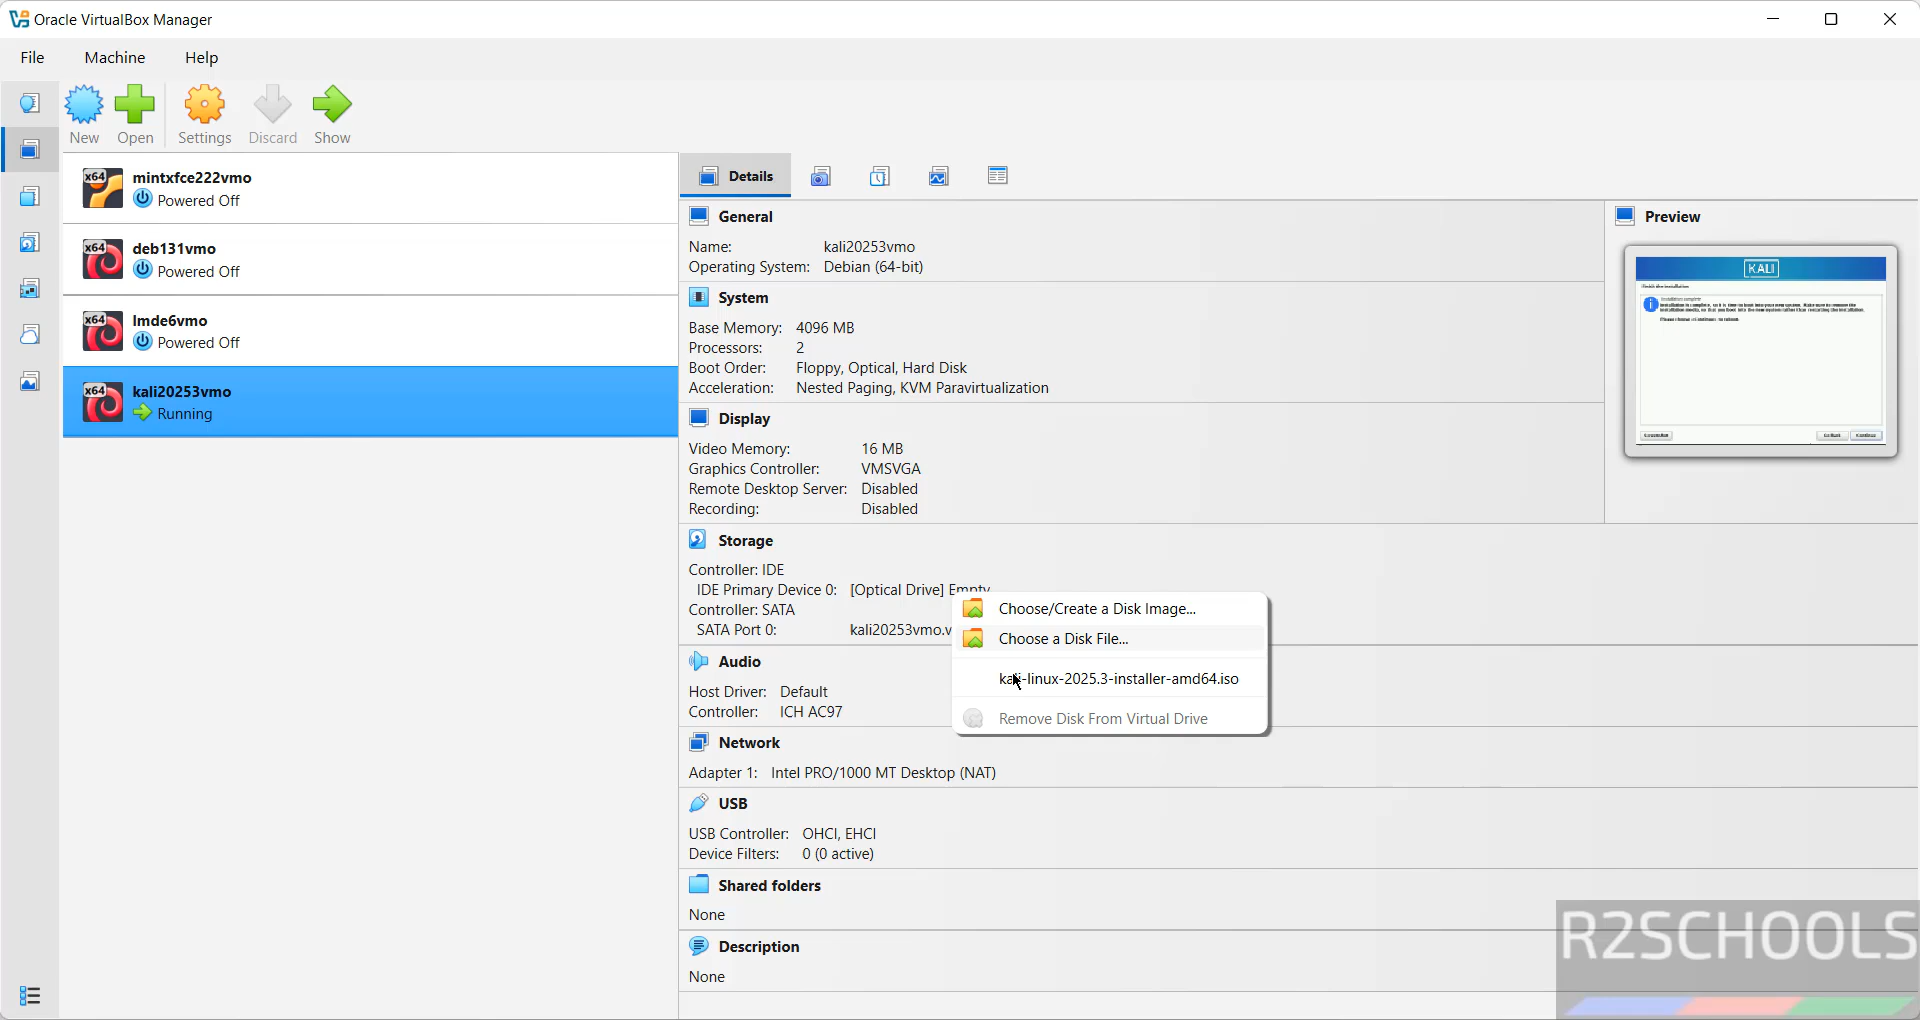 Oracle VirtualBox Manager
File Machine Help
New Open Settings Discard Show
x64 mintxfce222vmo
Powered Off
x64 deb131vmo
Powered Off
x64 lmde6vmo
Powered Off
x64 kali20253vmo
Running
Details
General
Name: kali20253vmo
Operating System: Debian (64-bit)
System
Base Memory: 4096 MB
Processors: 2
Boot Order: Floppy, Optical, Hard Disk
Acceleration: Nested Paging, KVM Paravirtualization
Display
Video Memory: 16 MB
Graphics Controller: VMSVGA
Remote Desktop Server: Disabled
Recording: Disabled
Preview
KALI
Storage
Controller: IDE
IDE Primary Device 0: [Optical Drive] Empty
Controller: SATA
SATA Port 0: kali20253vmo.v
Choose/Create a Disk Image...
Choose a Disk File...
kali-linux-2025.3-installer-amd64.iso
Remove Disk From Virtual Drive
Audio
Host Driver: Default
Controller: ICH AC97
Network
Adapter 1: Intel PRO/1000 MT Desktop (NAT)
USB
USB Controller: OHCI, EHCI
Device Filters: 0 (0 active)
Shared folders
None
Description
None
R2SCHOOLS